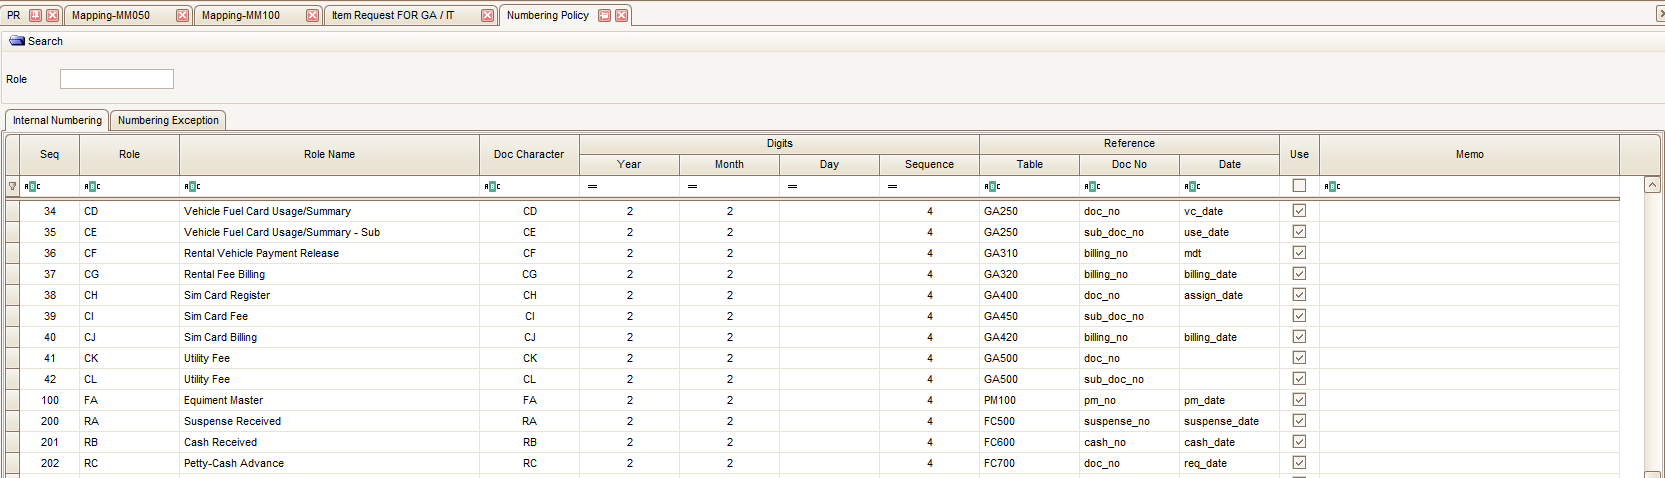 PR Mapping-MM050 Mapping-MM100 Item Request FOR GA / IT Numbering Policy
Search
Role
Internal Numbering Numbering Exception
Digits Reference
Seq Role Role Name Doc Character Use Memo
Year Month Day Sequence Table Doc No Date
ABC ABC ABC ABC = = = = ABC ABC ABC ABC
34 CD Vehicle Fuel Card Usage/Summary CD 2 2 4 GA250 doc_no vc_date
35 CE Vehicle Fuel Card Usage/Summary - Sub CE 2 2 4 GA250 sub_doc_no use_date
36 CF Rental Vehicle Payment Release CF 2 2 4 GA310 billing_no mdt
37 CG Rental Fee Billing CG 2 2 4 GA320 billing_no billing_date
38 CH Sim Card Register CH 2 2 4 GA400 doc_no assign_date
39 CI Sim Card Fee CI 2 2 4 GA450 sub_doc_no
40 CJ Sim Card Billing CJ 2 2 4 GA420 billing_no billing_date
41 CK Utility Fee CK 2 2 4 GA500 doc_no
42 CL Utility Fee CL 2 2 4 GA500 sub_doc_no
100 FA Equiment Master FA 2 2 4 PM100 pm_no pm_date
200 RA Suspense Received RA 2 2 4 FC500 suspense_no suspense_date
201 RB Cash Received RB 2 2 4 FC600 cash_no cash_date
202 RC Petty-Cash Advance RC 2 2 4 FC700 doc_no req_date